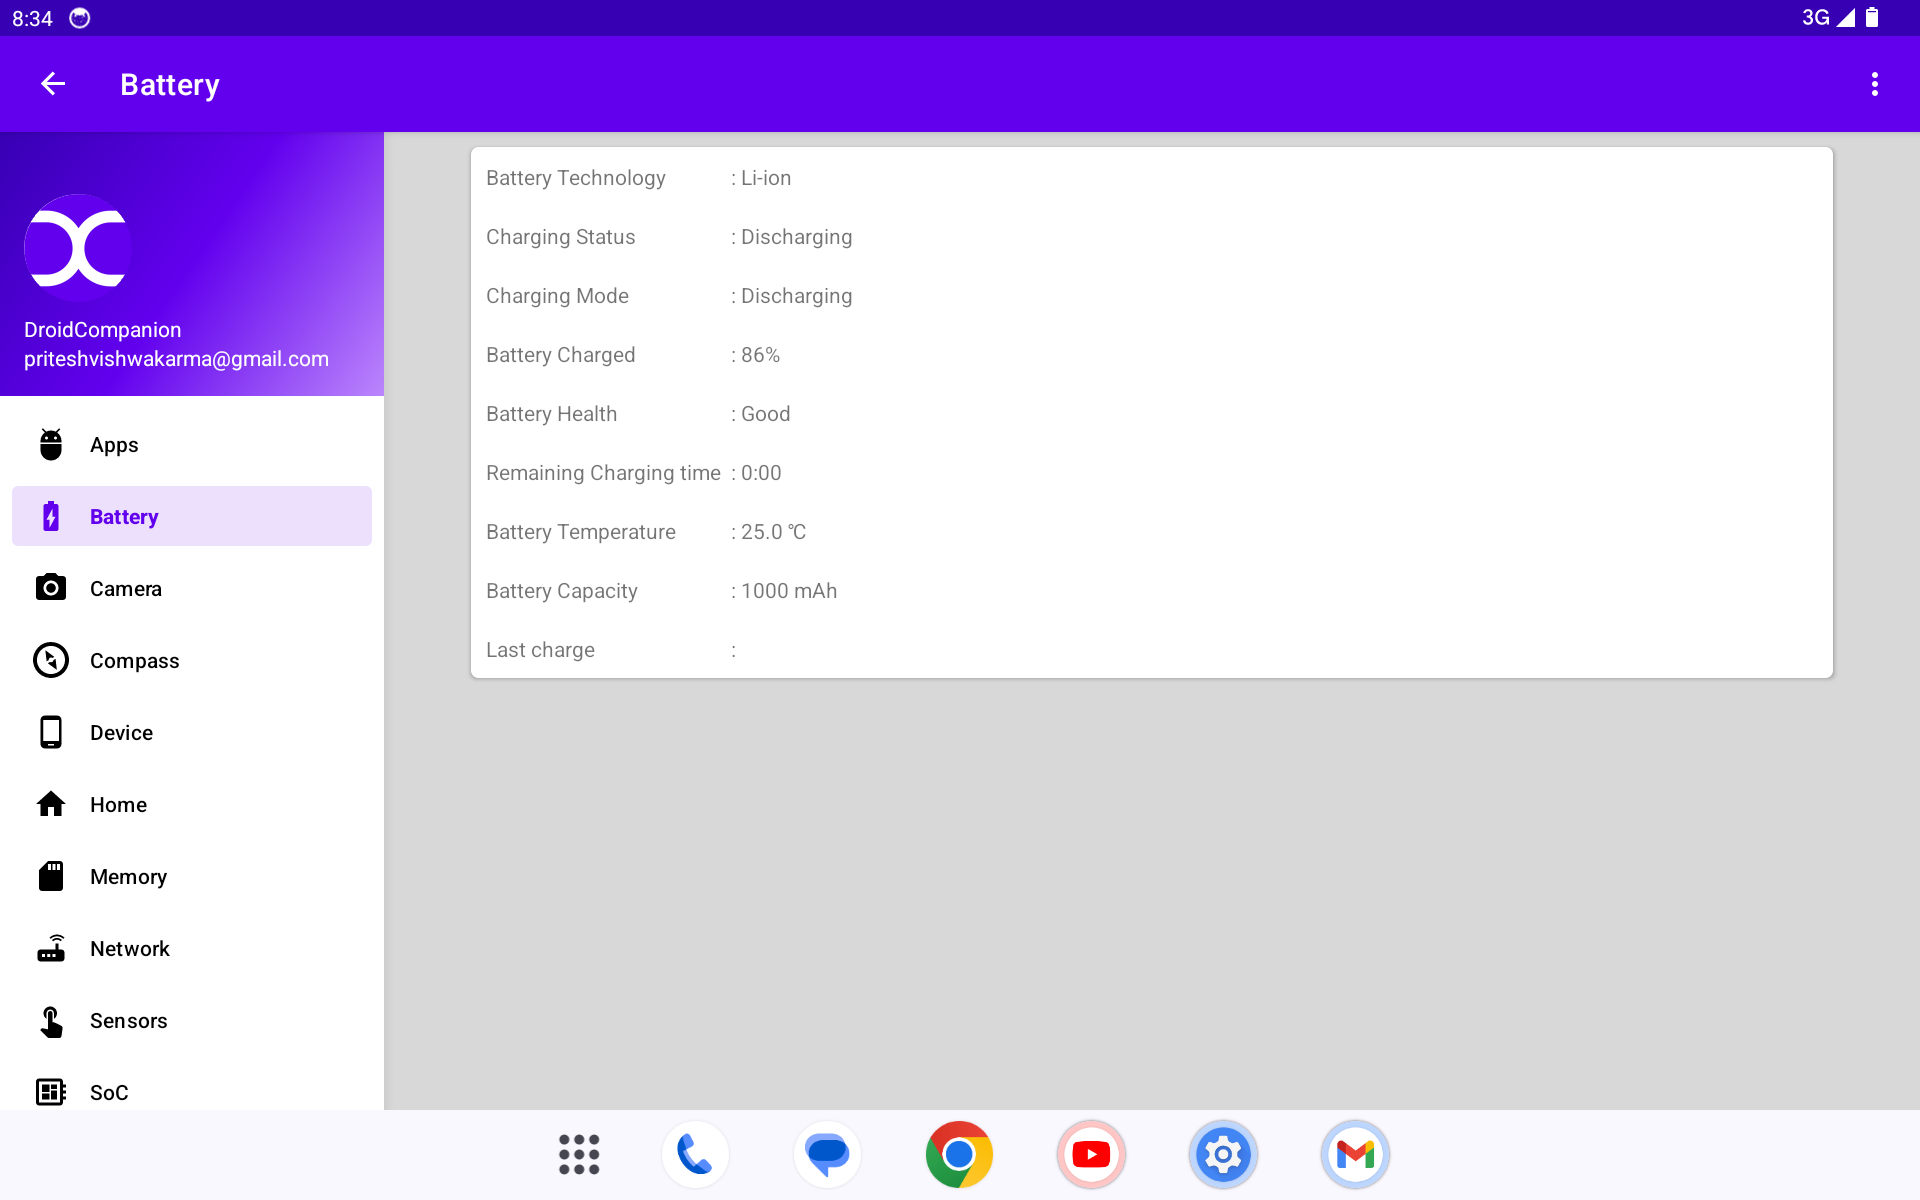 8:34
3G
Battery
DroidCompanion
priteshvishwakarma@gmail.com
Apps
Battery
Camera
Compass
Device
Home
Memory
Network
Sensors
SoC
Battery Technology : Li-ion
Charging Status : Discharging
Charging Mode : Discharging
Battery Charged : 86%
Battery Health : Good
Remaining Charging time : 0:00
Battery Temperature : 25.0 ℃
Battery Capacity : 1000 mAh
Last charge :